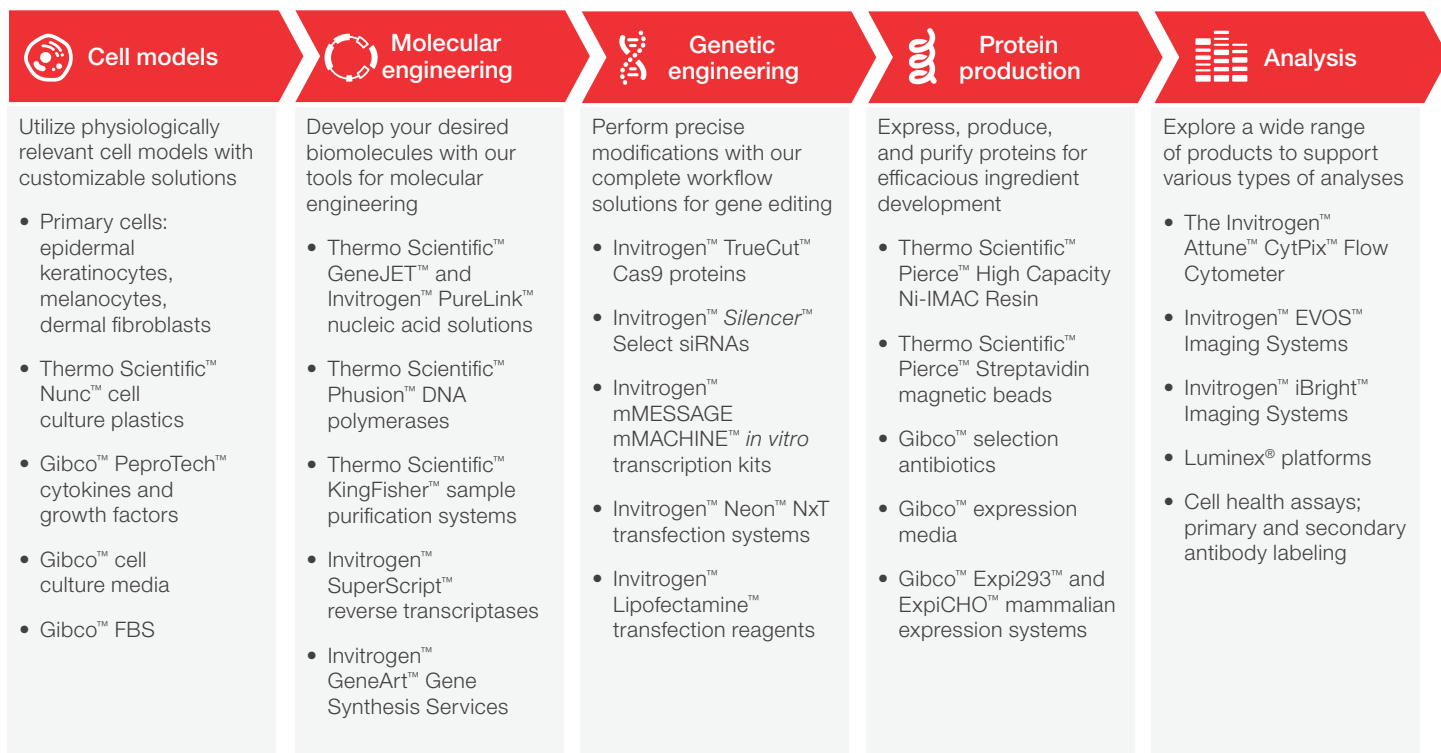 Cell models
Utilize physiologically
relevant cell models with
customizable solutions
• Primary cells:
epidermal
keratinocytes,
melanocytes,
dermal fibroblasts
• Thermo Scientific™
Nunc™ cell
culture plastics
• Gibco™ PeproTech™
cytokines and
growth factors
• Gibco™ cell
culture media
• Gibco™ FBS
Molecular
engineering
Develop your desired
biomolecules with our
tools for molecular
engineering
• Thermo Scientific™
GeneJET™ and
Invitrogen™ PureLink™
nucleic acid solutions
• Thermo Scientific™
Phusion™ DNA
polymerases
• Thermo Scientific™
KingFisher™ sample
purification systems
• Invitrogen™
SuperScript™
reverse transcriptases
• Invitrogen™
GeneArt™ Gene
Synthesis Services
Genetic
engineering
Perform precise
modifications with our
complete workflow
solutions for gene editing
• Invitrogen™ TrueCut™
Cas9 proteins
• Invitrogen™ Silencer™
Select siRNAs
• Invitrogen™
mMESSAGE
mMACHINE™ in vitro
transcription kits
• Invitrogen™ Neon™ NxT
transfection systems
• Invitrogen™
Lipofectamine™
transfection reagents
Protein
production
Express, produce,
and purify proteins for
efficacious ingredient
development
• Thermo Scientific™
Pierce™ High Capacity
Ni-IMAC Resin
• Thermo Scientific™
Pierce™ Streptavidin
magnetic beads
• Gibco™ selection
antibiotics
• Gibco™ expression
media
• Gibco™ Expi293™ and
ExpiCHO™ mammalian
expression systems
Analysis
Explore a wide range
of products to support
various types of analyses
• The Invitrogen™
Attune™ CytPix™ Flow
Cytometer
• Invitrogen™ EVOS™
Imaging Systems
• Invitrogen™ iBright™
Imaging Systems
• Luminex® platforms
• Cell health assays;
primary and secondary
antibody labeling